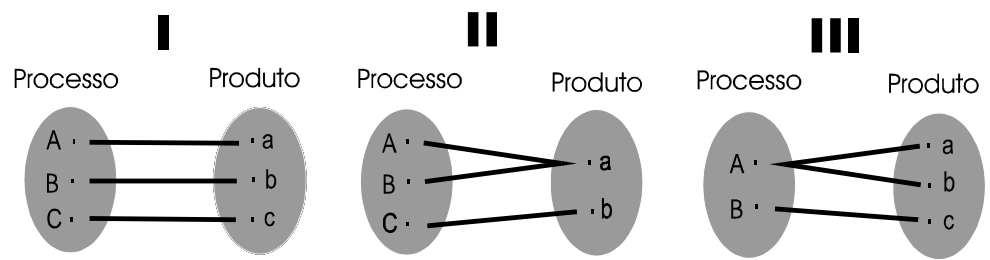 I
II
III
Processo Produto
Processo Produto
Processo Produto
A a
B b
C c
A a
B
C b
A a
b
B c